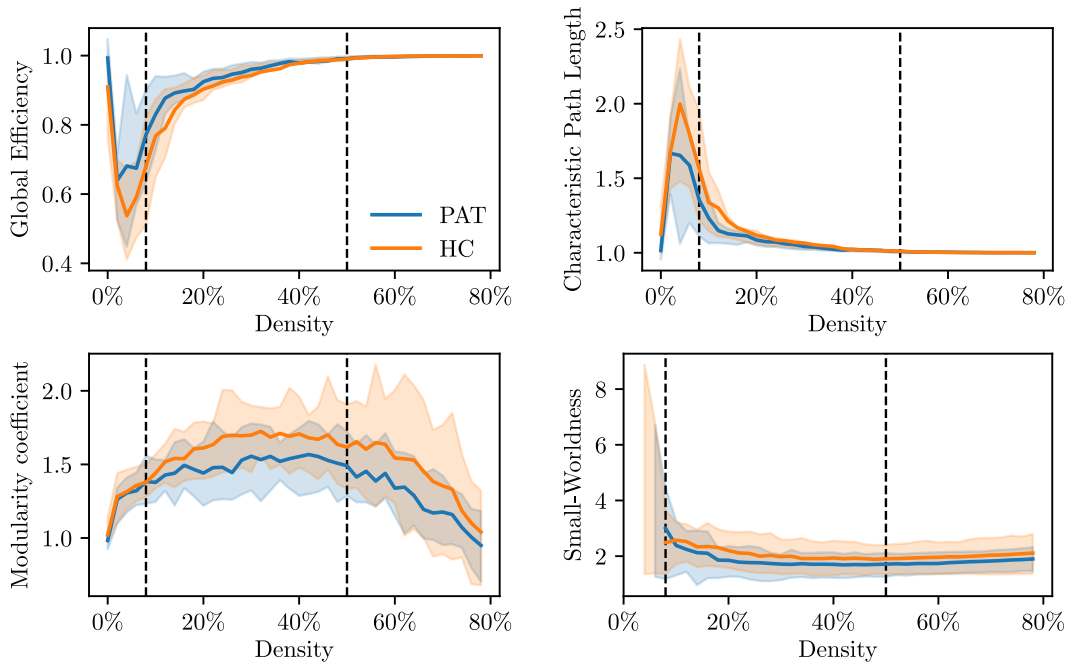 Global Efficiency
1.0
0.8
0.6
0.4
PAT
HC
0% 20% 40% 60% 80%
Density
Characteristic Path Length
2.5
2.0
1.5
1.0
0% 20% 40% 60% 80%
Density
Modularity coefficient
2.0
1.5
1.0
0% 20% 40% 60% 80%
Density
Small-Worldness
8
6
4
2
0% 20% 40% 60% 80%
Density